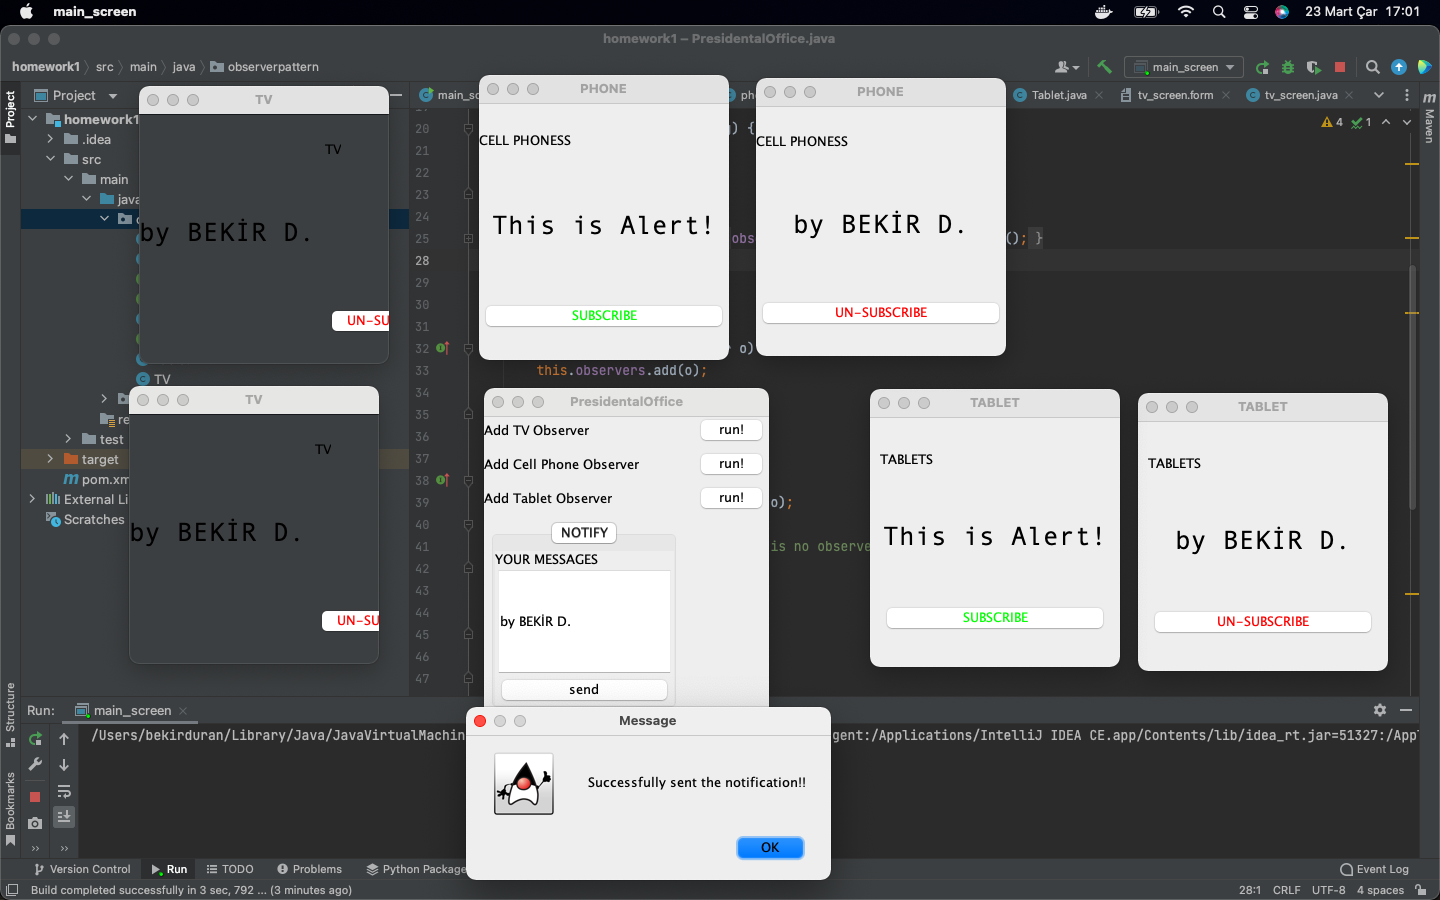 main_screen
23 Mart Çar 17:01
homework1 – PresidentalOffice.java
homework1 src main java observerpattern
main_screen
Project
main_sc
Tablet.java
tv_screen.form
tv_screen.java
homework1
.idea
src
main
java
TV
re
test
target
pom.xm
External Li
Scratches
TV
TV
by BEKİR D.
UN-SU
TV
TV
by BEKİR D.
UN-SU
PHONE
CELL PHONESS
This is Alert!
SUBSCRIBE
PHONE
CELL PHONESS
by BEKİR D.
UN-SUBSCRIBE
20
21
22
23
24
25
28
29
30
31
32
33
34
35
36
37
38
39
40
41
42
43
44
45
46
47
) {
obs
(); }
o)
this.observers.add(o);
o);
is no observe
4 1
PresidentalOffice
Add TV Observer run!
Add Cell Phone Observer run!
Add Tablet Observer run!
NOTIFY
YOUR MESSAGES
by BEKİR D.
send
TABLET
TABLETS
This is Alert!
SUBSCRIBE
TABLET
TABLETS
by BEKİR D.
UN-SUBSCRIBE
Maven
Project
Structure
Bookmarks
Run: main_screen
/Users/bekirduran/Library/Java/JavaVirtualMachin
gent:/Applications/IntelliJ IDEA CE.app/Contents/lib/idea_rt.jar=51327:/Appl
Message
Successfully sent the notification!!
OK
Version Control Run TODO Problems Python Package
Event Log
Build completed successfully in 3 sec, 792 ... (3 minutes ago)
28:1 CRLF UTF-8 4 spaces